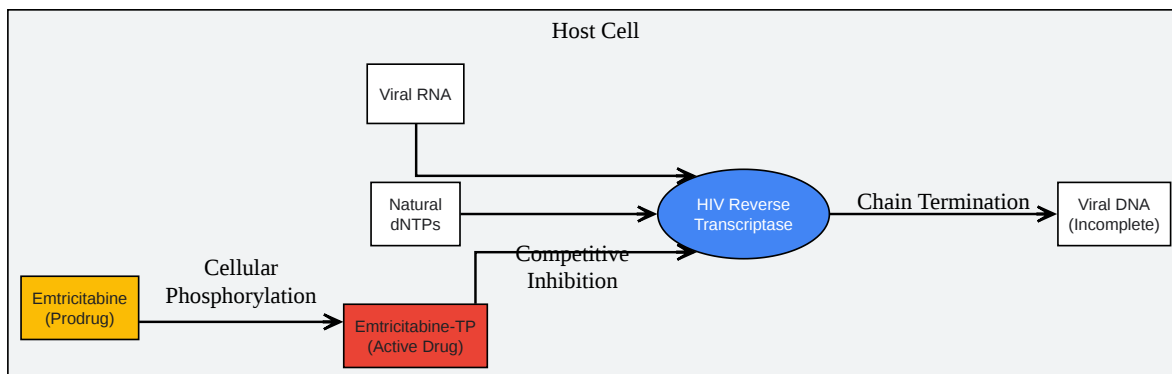 Host Cell
Viral RNA
Natural
dNTPs
HIV Reverse
Transcriptase
Chain Termination
Viral DNA
(Incomplete)
Competitive
Inhibition
Cellular
Phosphorylation
Emtricitabine
(Prodrug)
Emtricitabine-TP
(Active Drug)